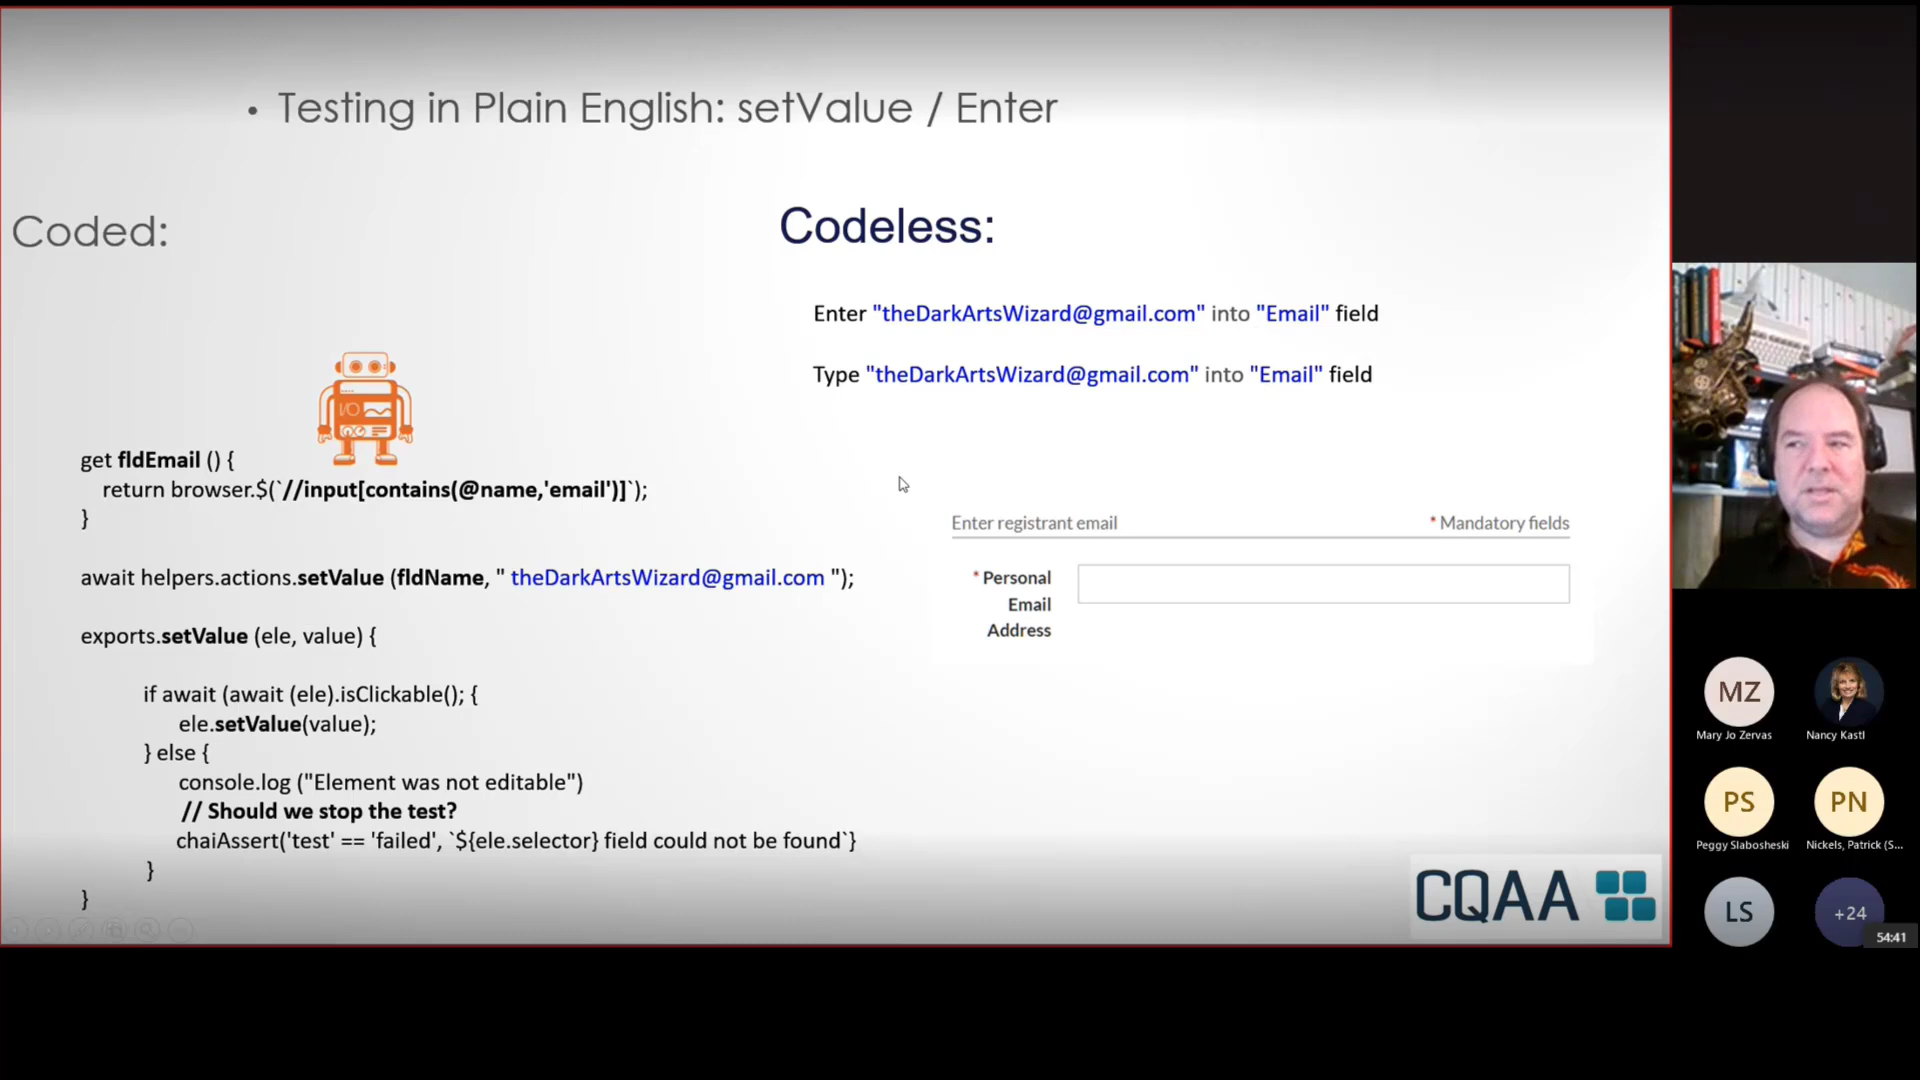 • Testing in Plain English: setValue / Enter
Coded:
Codeless:
Enter "theDarkArtsWizard@gmail.com" into "Email" field
Type "theDarkArtsWizard@gmail.com" into "Email" field
I/O
get fldEmail () {
return browser.$(`//input[contains(@name,'email')]`);
}
await helpers.actions.setValue (fldName, " theDarkArtsWizard@gmail.com ");
exports.setValue (ele, value) {
if await (await (ele).isClickable(); {
ele.setValue(value);
} else {
console.log ("Element was not editable")
// Should we stop the test?
chaiAssert('test' == 'failed', `${ele.selector} field could not be found`}
}
}
Enter registrant email
* Mandatory fields
* Personal
Email
Address
CQAA
MZ
Mary Jo Zervas
Nancy Kastl
PS
Peggy Slabosheski
PN
Nickels, Patrick (S...
LS
+24
54:41